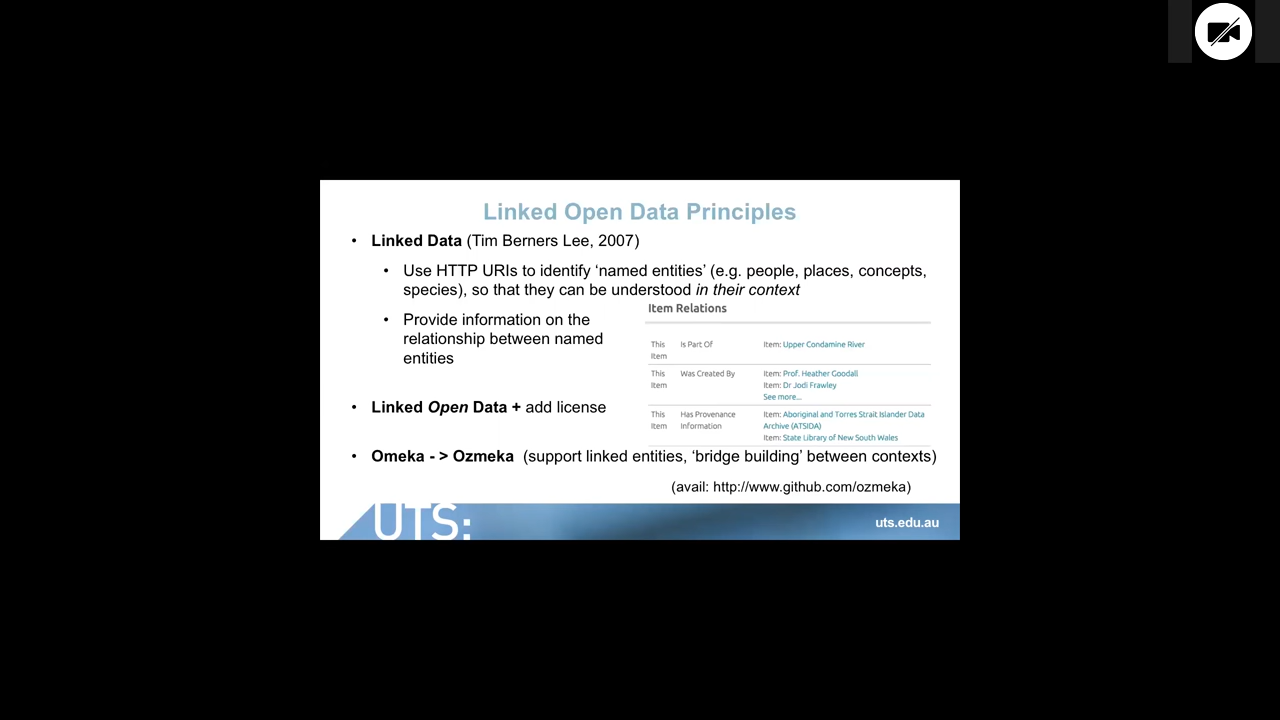 Linked Open Data Principles
• Linked Data (Tim Berners Lee, 2007)
• Use HTTP URIs to identify ‘named entities’ (e.g. people, places, concepts,
species), so that they can be understood in their context
• Provide information on the
relationship between named
entities
Item Relations
This Item Is Part Of Item: Upper Condamine River
This Item Was Created By Item: Prof. Heather Goodall
Item: Dr Jodi Frawley
See more...
This Item Has Provenance Information Item: Aboriginal and Torres Strait Islander Data
Archive (ATSIDA)
Item: State Library of New South Wales
• Linked Open Data + add license
• Omeka - > Ozmeka (support linked entities, ‘bridge building’ between contexts)
(avail: http://www.github.com/ozmeka)
UTS:
uts.edu.au